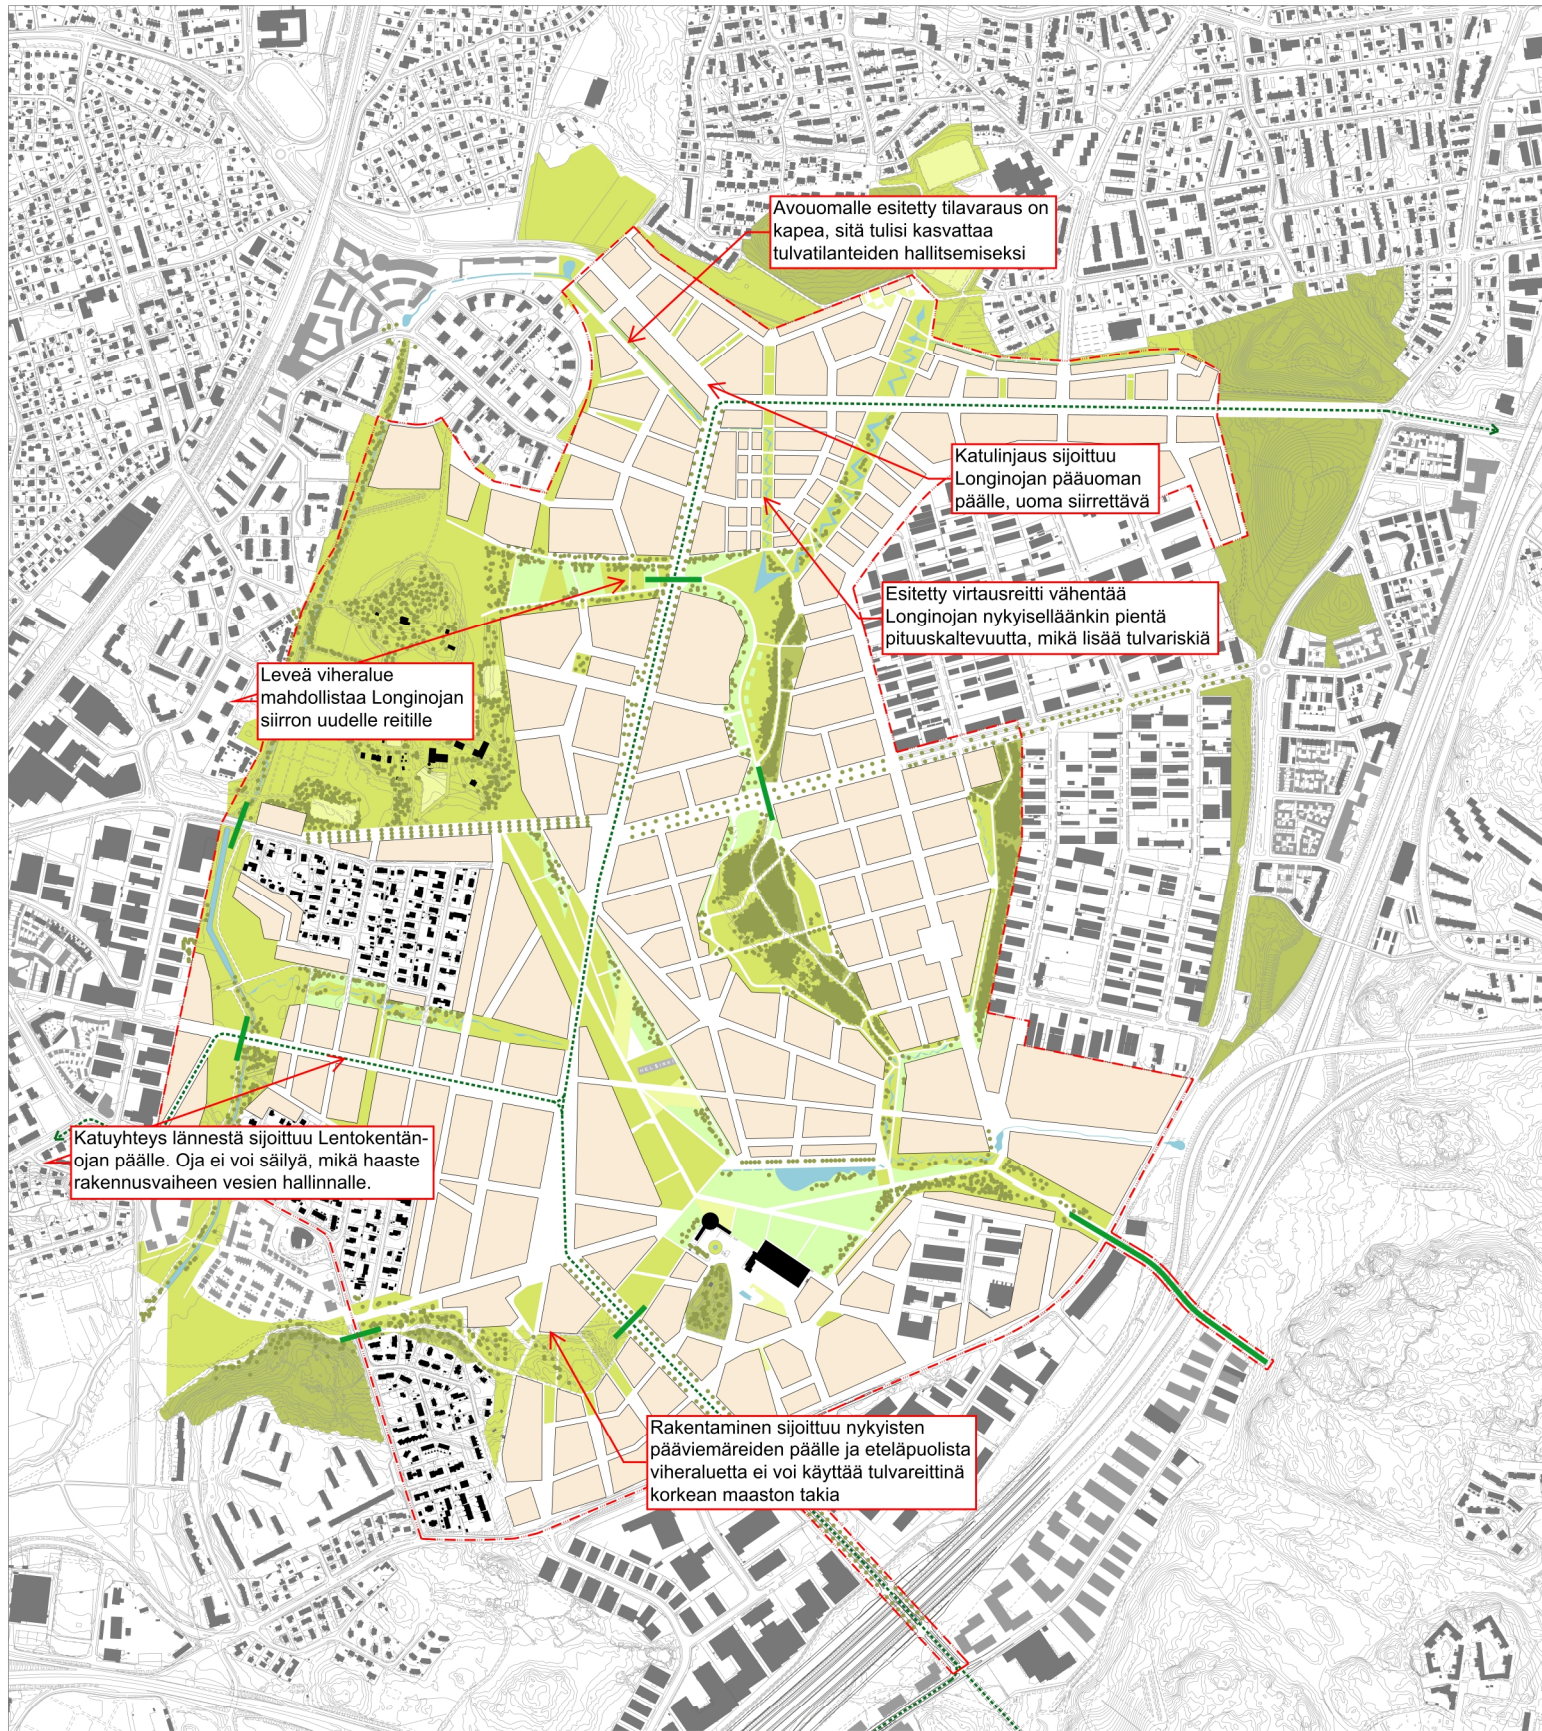 Avouomalle esitetty tilavaraus on
kapea, sitä tulisi kasvattaa
tulvatilanteiden hallitsemiseksi
Katulinjaus sijoittuu
Longinojan pääuoman
päälle, uoma siirrettävä
Esitetty virtausreitti vähentää
Longinojan nykyiselläänkin pientä
pituuskaltevuutta, mikä lisää tulvariskiä
Leveä viheralue
mahdollistaa Longinojan
siirron uudelle reitille
HELSINKI
Katuyhteys lännestä sijoittuu Lentokentän-
ojan päälle. Oja ei voi säilyä, mikä haaste
rakennusvaiheen vesien hallinnalle.
Rakentaminen sijoittuu nykyisten
pääviemäreiden päälle ja eteläpuolista
viheraluetta ei voi käyttää tulvareittinä
korkean maaston takia